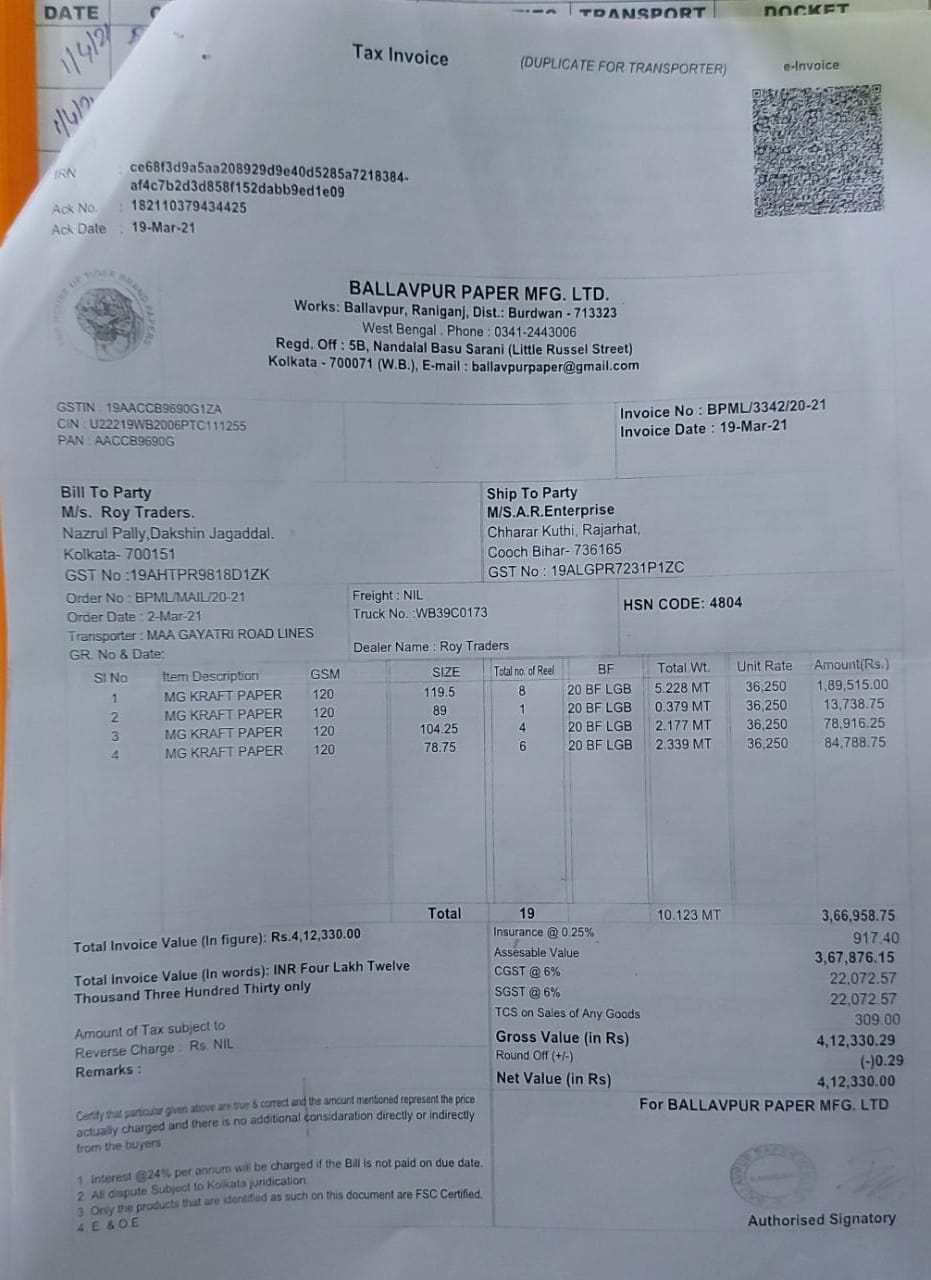 DATE TRANSPORT DOCKET
1/4/21
Tax Invoice (DUPLICATE FOR TRANSPORTER) e-Invoice
IRN : ce68f3d9a5aa208929d9e40d5285a7218384-
af4c7b2d3d858f152dabb9ed1e09
Ack No. : 182110379434425
Ack Date : 19-Mar-21
BALLAVPUR PAPER MFG. LTD.
Works: Ballavpur, Raniganj, Dist.: Burdwan - 713323
West Bengal . Phone : 0341-2443006
Regd. Off : 5B, Nandalal Basu Sarani (Little Russel Street)
Kolkata - 700071 (W.B.), E-mail : ballavpurpaper@gmail.com
GSTIN : 19AACCB9690G1ZA
CIN : U22219WB2006PTC111255
PAN : AACCB9690G
Invoice No : BPML/3342/20-21
Invoice Date : 19-Mar-21
Bill To Party
M/s. Roy Traders.
Nazrul Pally,Dakshin Jagaddal.
Kolkata- 700151
GST No :19AHTPR9818D1ZK
Ship To Party
M/S.A.R.Enterprise
Chharar Kuthi, Rajarhat,
Cooch Bihar- 736165
GST No : 19ALGPR7231P1ZC
Order No : BPML/MAIL/20-21
Order Date : 2-Mar-21
Transporter : MAA GAYATRI ROAD LINES
GR. No & Date:
Freight : NIL
Truck No. :WB39C0173
Dealer Name : Roy Traders
HSN CODE: 4804
Sl No Item Description GSM SIZE Total no. of Reel BF Total Wt. Unit Rate Amount(Rs.)
1 MG KRAFT PAPER 120 119.5 8 20 BF LGB 5.228 MT 36,250 1,89,515.00
2 MG KRAFT PAPER 120 89 1 20 BF LGB 0.379 MT 36,250 13,738.75
3 MG KRAFT PAPER 120 104.25 4 20 BF LGB 2.177 MT 36,250 78,916.25
4 MG KRAFT PAPER 120 78.75 6 20 BF LGB 2.339 MT 36,250 84,788.75
Total 19 10.123 MT 3,66,958.75
Total Invoice Value (In figure): Rs.4,12,330.00
Total Invoice Value (In words): INR Four Lakh Twelve
Thousand Three Hundred Thirty only
Amount of Tax subject to
Reverse Charge : Rs. NIL
Remarks :
Insurance @ 0.25% 917.40
Assesable Value 3,67,876.15
CGST @ 6% 22,072.57
SGST @ 6% 22,072.57
TCS on Sales of Any Goods 309.00
Gross Value (in Rs) 4,12,330.29
Round Off (+/-) (-)0.29
Net Value (in Rs) 4,12,330.00
Certify that particular given above are true & correct and the amount mentioned represent the price
actually charged and there is no additional considaration directly or indirectly
from the buyers
1. Interest @24% per annum will be charged if the Bill is not paid on due date.
2. All dispute Subject to Kolkata juridication.
3. Only the products that are identified as such on this document are FSC Certified.
4. E & O.E
For BALLAVPUR PAPER MFG. LTD
Authorised Signatory